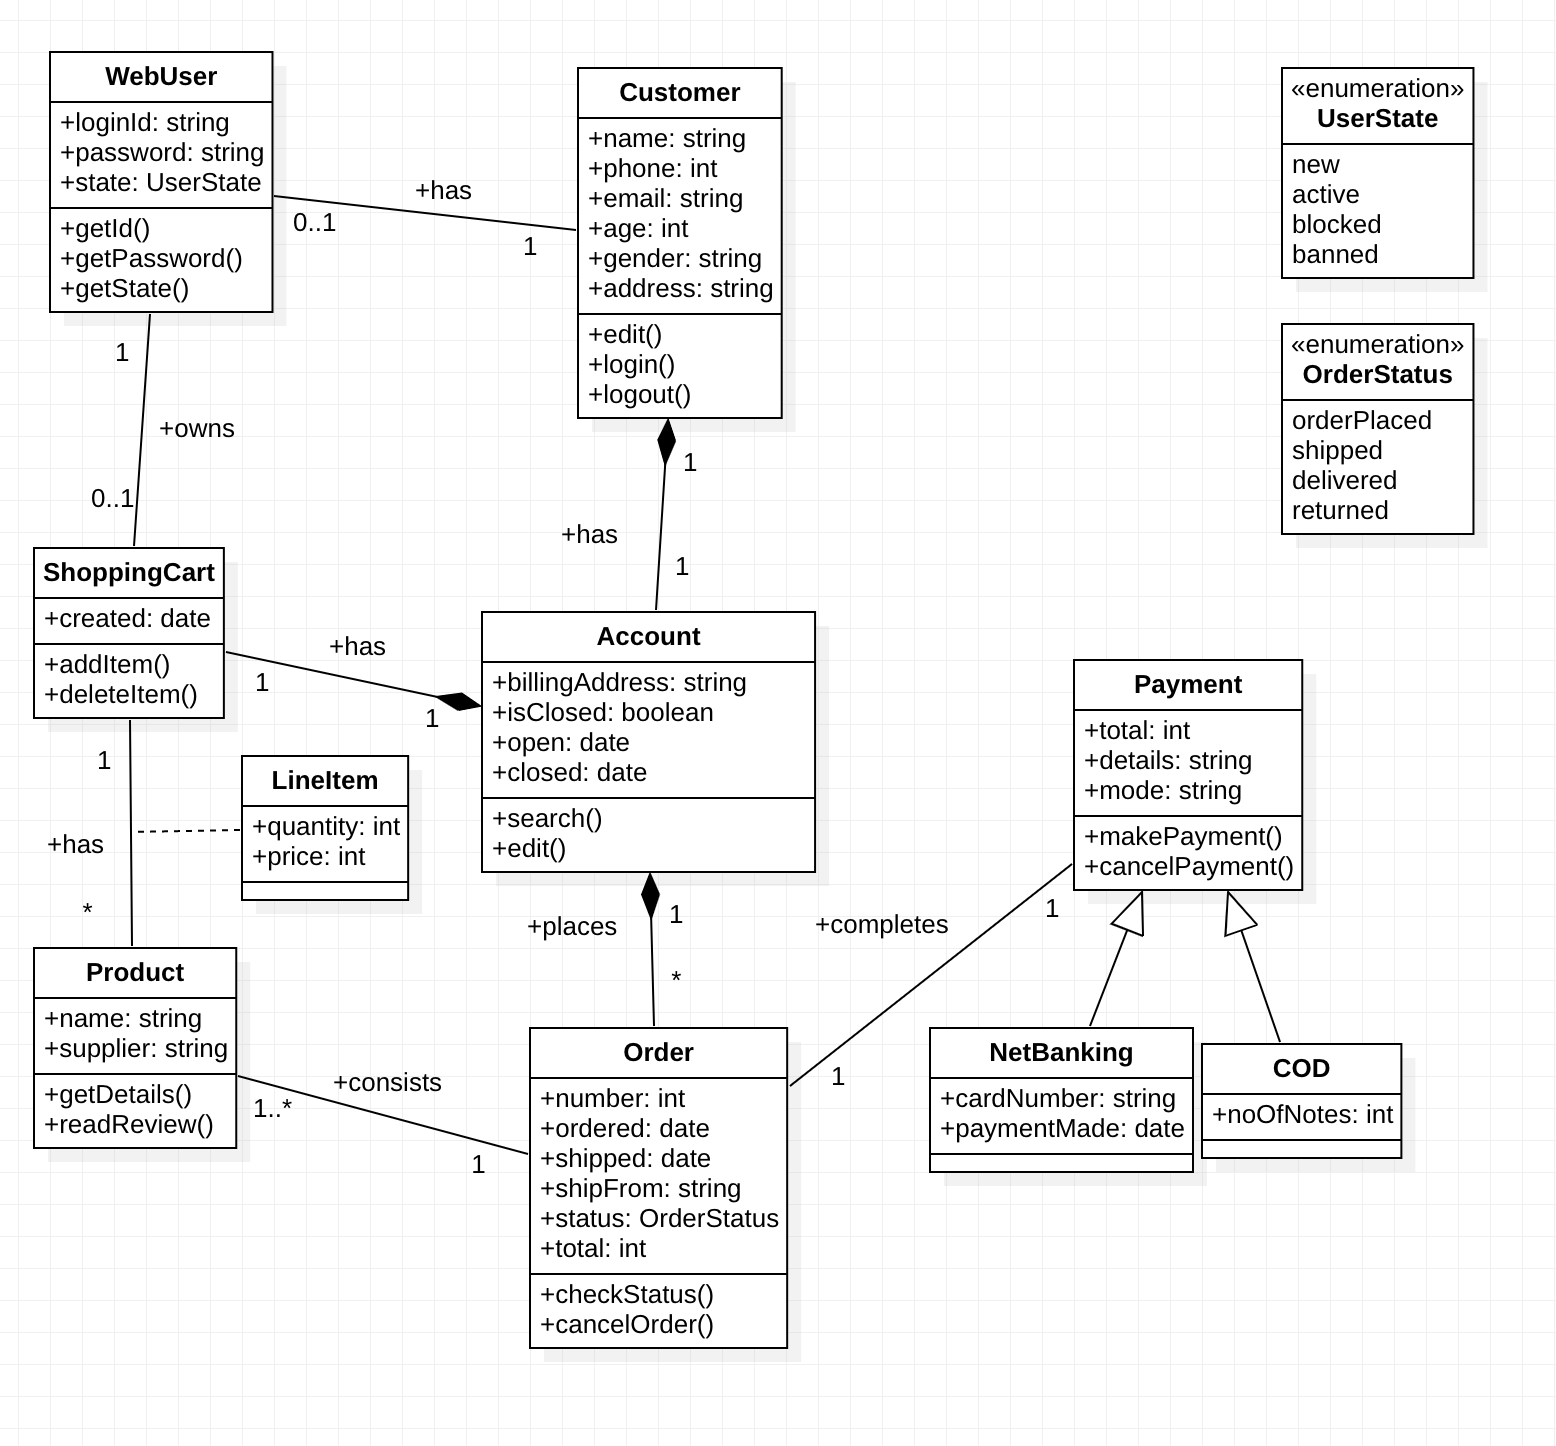 WebUser
+loginId: string
+password: string
+state: UserState
+getId()
+getPassword()
+getState()
+has
0..1
1
Customer
+name: string
+phone: int
+email: string
+age: int
+gender: string
+address: string
+edit()
+login()
+logout()
«enumeration»
UserState
new
active
blocked
banned
«enumeration»
OrderStatus
orderPlaced
shipped
delivered
returned
1
+owns
0..1
1
+has
1
ShoppingCart
+created: date
+addItem()
+deleteItem()
+has
1
1
Account
+billingAddress: string
+isClosed: boolean
+open: date
+closed: date
+search()
+edit()
Payment
+total: int
+details: string
+mode: string
+makePayment()
+cancelPayment()
1
+has
*
LineItem
+quantity: int
+price: int
+places
1
*
+completes
1
1
Product
+name: string
+supplier: string
+getDetails()
+readReview()
+consists
1..*
1
Order
+number: int
+ordered: date
+shipped: date
+shipFrom: string
+status: OrderStatus
+total: int
+checkStatus()
+cancelOrder()
NetBanking
+cardNumber: string
+paymentMade: date
COD
+noOfNotes: int